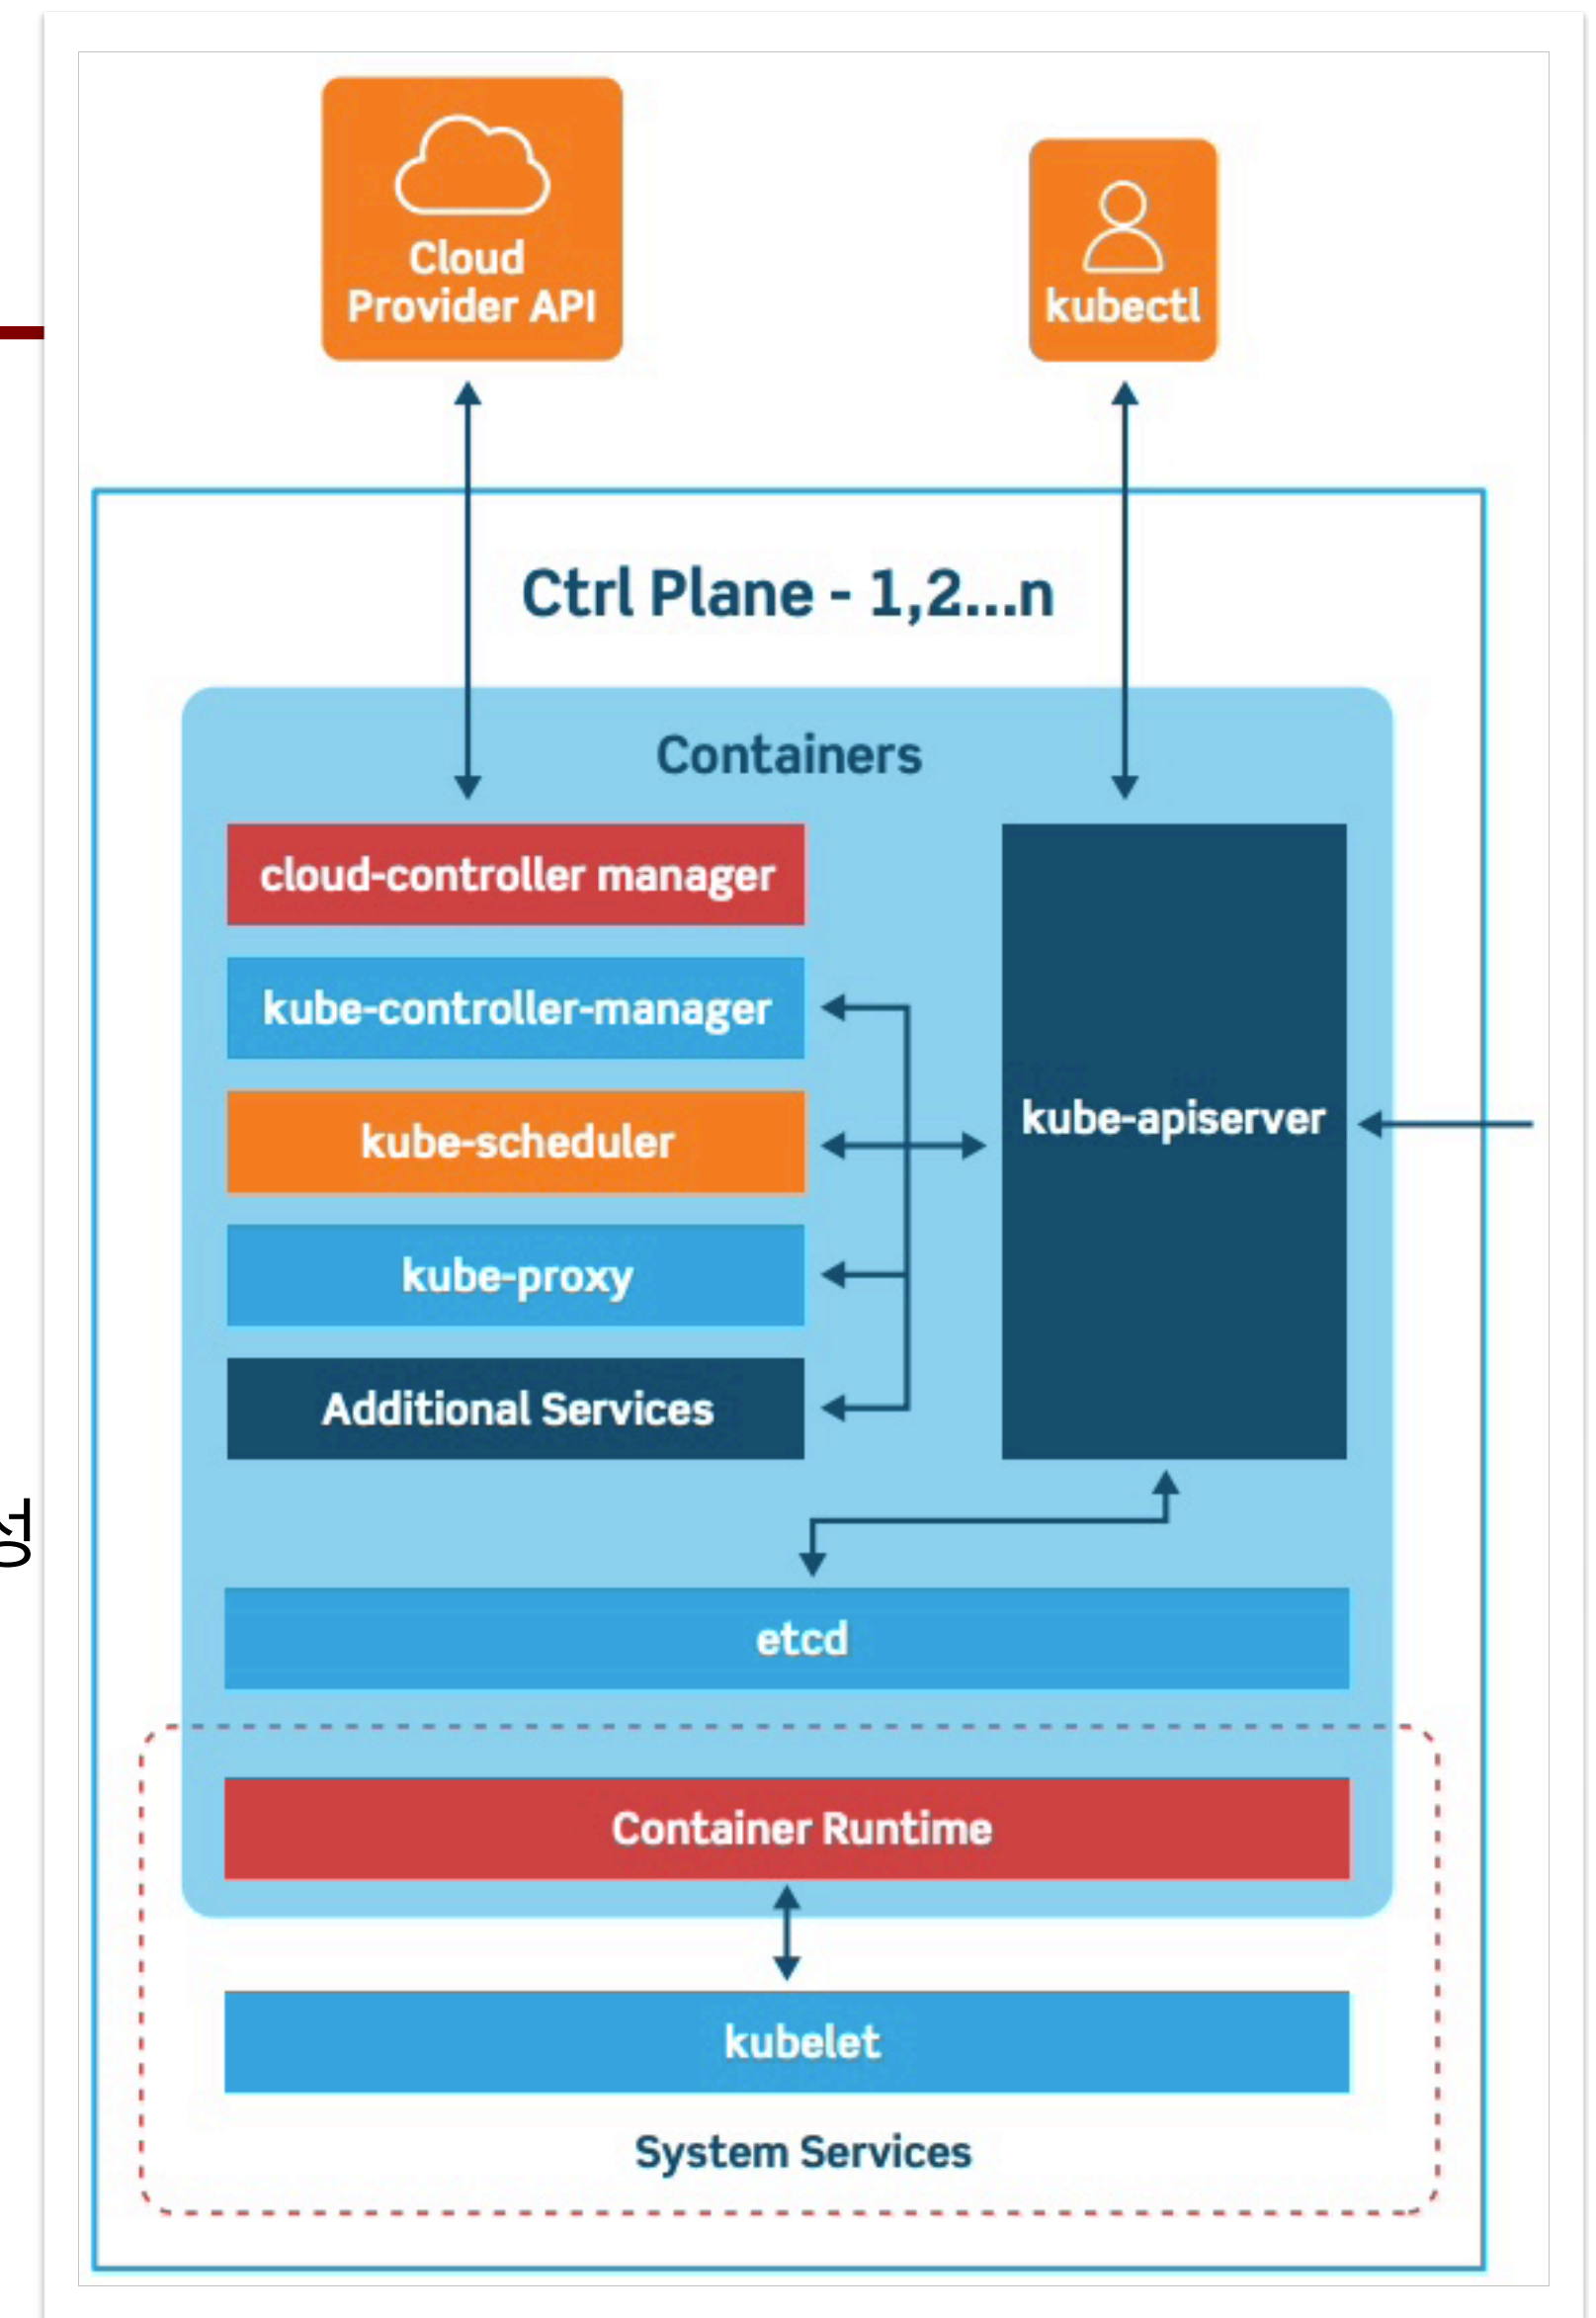 Cloud
Provider API
kubectl
Ctrl Plane - 1,2...n
Containers
cloud-controller manager
kube-controller-manager
kube-scheduler
kube-proxy
Additional Services
kube-apiserver
etcd
Container Runtime
kubelet
System Services